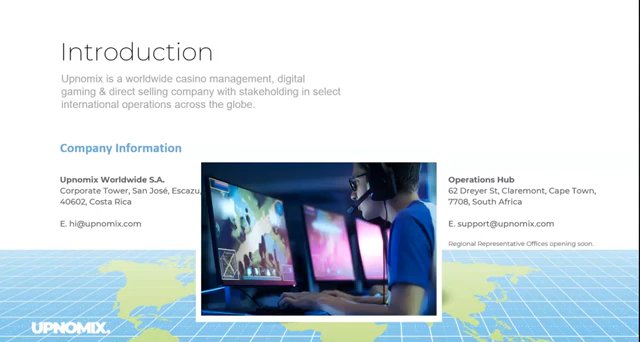 Introduction
Upnomix is a worldwide casino management, digital
gaming & direct selling company with stakeholding in select
international operations across the globe.
Company Information
Upnomix Worldwide S.A.
Corporate Tower, San José, Escazu,
40602, Costa Rica
E. hi@upnomix.com
Operations Hub
62 Dreyer St, Claremont, Cape Town,
7708, South Africa
E. support@upnomix.com
Regional Representative Offices opening soon.
UPNOMIX.